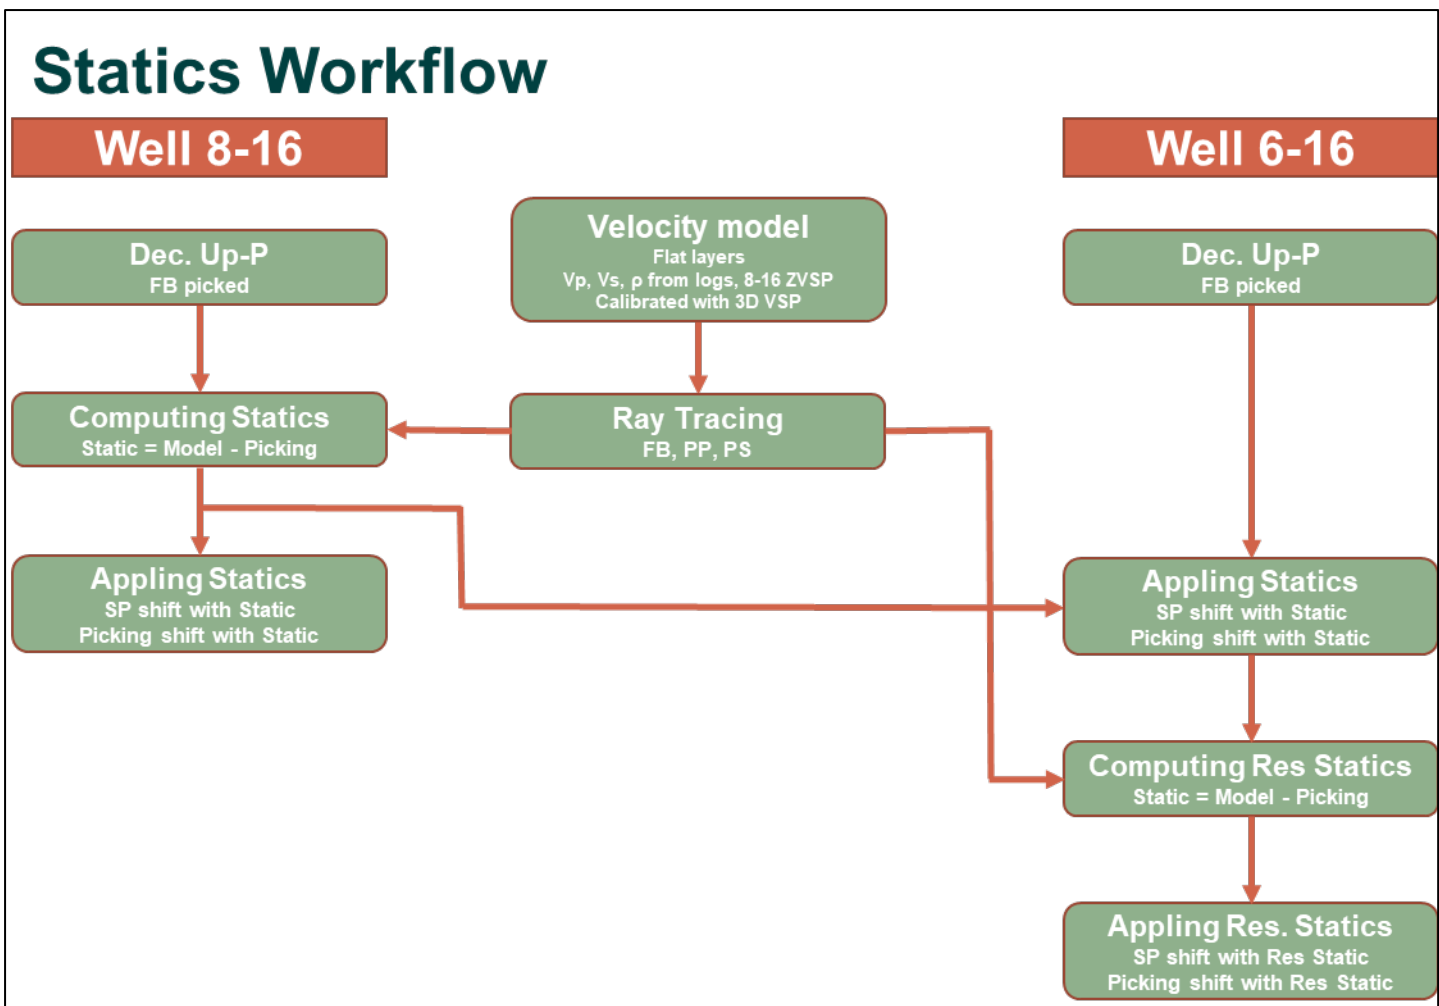 Statics Workflow
Well 8-16
Well 6-16
Dec. Up-P
FB picked
Velocity model
Flat layers
Vp, Vs, ρ from logs, 8-16 ZVSP
Calibrated with 3D VSP
Dec. Up-P
FB picked
Computing Statics
Static = Model - Picking
Ray Tracing
FB, PP, PS
Appling Statics
SP shift with Static
Picking shift with Static
Appling Statics
SP shift with Static
Picking shift with Static
Computing Res Statics
Static = Model - Picking
Appling Res. Statics
SP shift with Res Static
Picking shift with Res Static